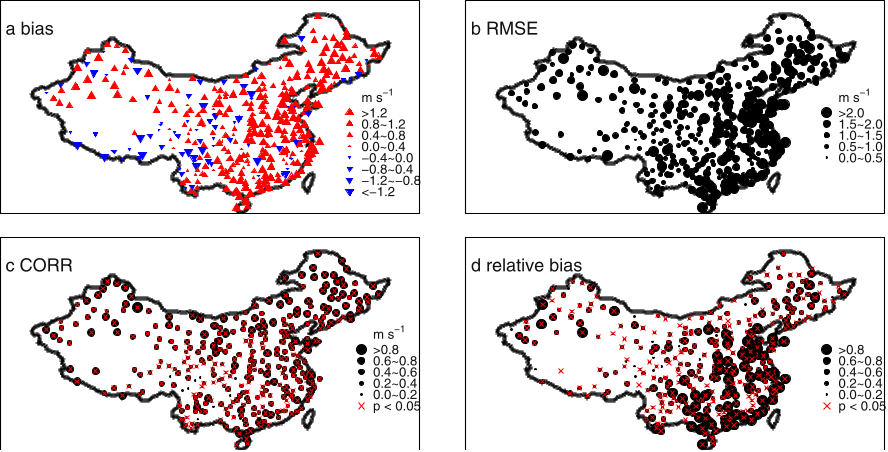 a bias
m s⁻¹
>1.2
0.8~1.2
0.4~0.8
0.0~0.4
−0.4~0.0
−0.8~0.4
−1.2~−0.8
<−1.2
b RMSE
m s⁻¹
>2.0
1.5~2.0
1.0~1.5
0.5~1.0
0.0~0.5
c CORR
m s⁻¹
>0.8
0.6~0.8
0.4~0.6
0.2~0.4
0.0~0.2
p < 0.05
d relative bias
>0.8
0.6~0.8
0.4~0.6
0.2~0.4
0.0~0.2
p < 0.05